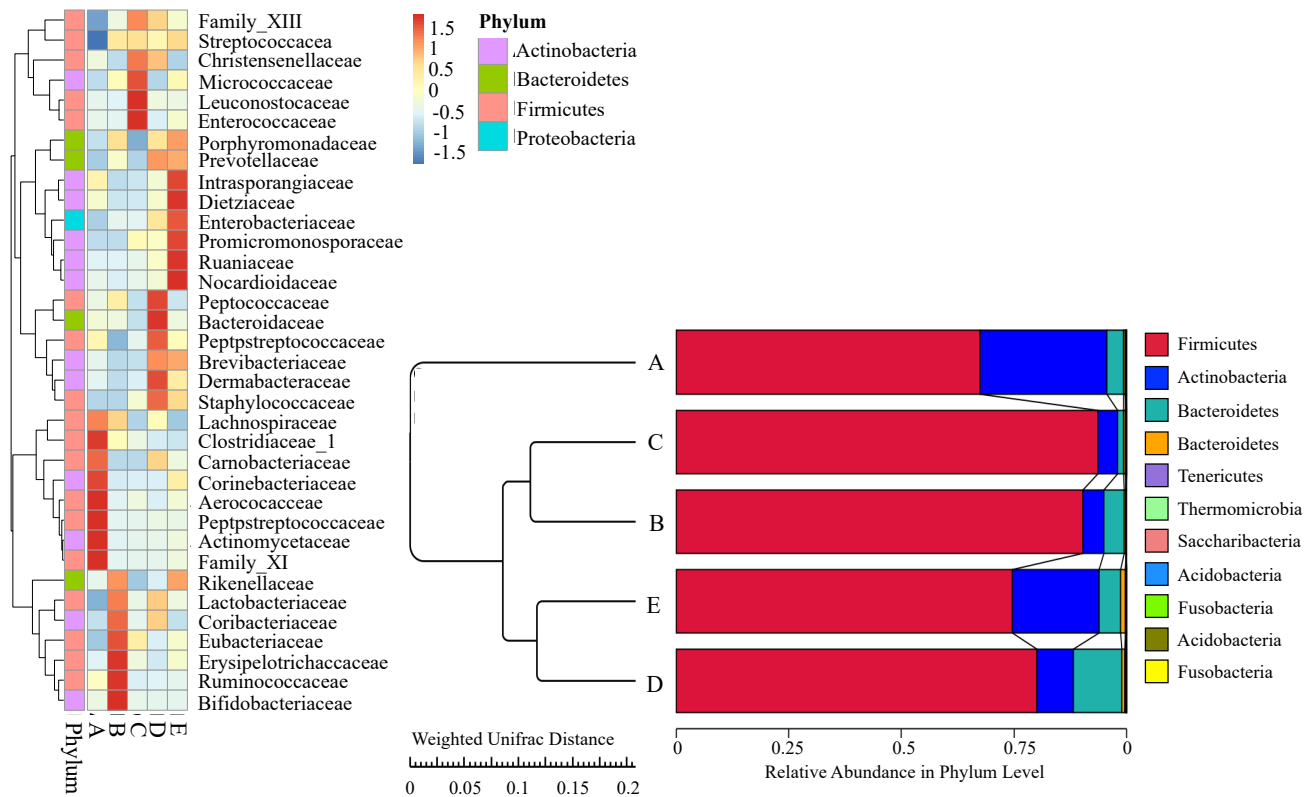 Family_XIII
Streptococcacea
Christensenellaceae
Micrococcaceae
Leuconostocaceae
Enterococcaceae
Porphyromonadaceae
Prevotellaceae
Intrasporangiaceae
Dietziaceae
Enterobacteriaceae
Promicromonosporaceae
Ruaniaceae
Nocardioidaceae
Peptococcaceae
Bacteroidaceae
Peptpstreptococcaceae
Brevibacteriaceae
Dermabacteraceae
Staphylococcaceae
Lachnospiraceae
Clostridiaceae_1
Carnobacteriaceae
Corinebacteriaceae
Aerococacceae
Peptpstreptococcaceae
Actinomycetaceae
Family_XI
Rikenellaceae
Lactobacteriaceae
Coribacteriaceae
Eubacteriaceae
Erysipelotrichaccaceae
Ruminococcaceae
Bifidobacteriaceae
Phylum
A
B
C
D
E
1.5
1
0.5
0
-0.5
-1
-1.5
Phylum
Actinobacteria
Bacteroidetes
Firmicutes
Proteobacteria
A
C
B
E
D
Weighted Unifrac Distance
0 0.05 0.1 0.15 0.2
0 0.25 0.5 0.75 0
Relative Abundance in Phylum Level
Firmicutes
Actinobacteria
Bacteroidetes
Bacteroidetes
Tenericutes
Thermomicrobia
Saccharibacteria
Acidobacteria
Fusobacteria
Acidobacteria
Fusobacteria